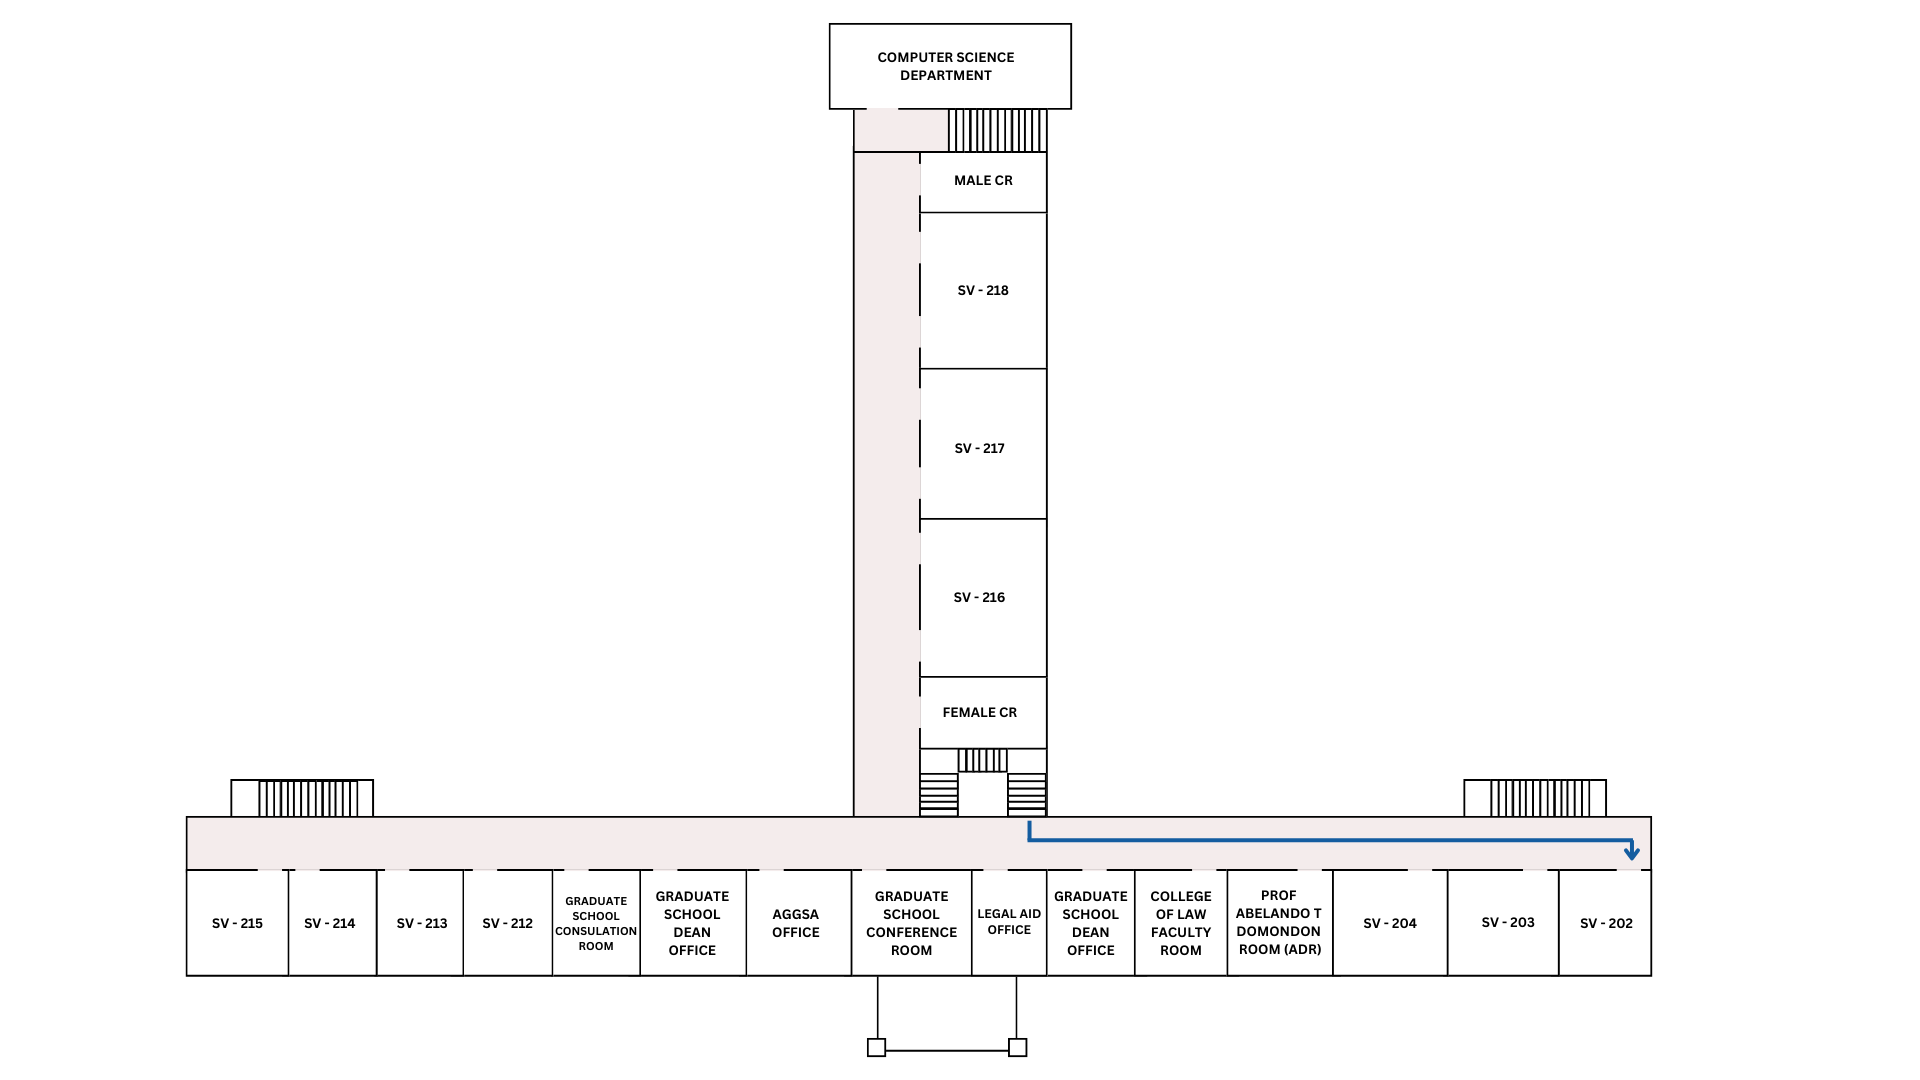 COMPUTER SCIENCE
DEPARTMENT
MALE CR
SV - 218
SV - 217
SV - 216
FEMALE CR
SV - 215
SV - 214
SV - 213
SV - 212
GRADUATE
SCHOOL
CONSULATION
ROOM
GRADUATE
SCHOOL
DEAN
OFFICE
AGGSA
OFFICE
GRADUATE
SCHOOL
CONFERENCE
ROOM
LEGAL AID
OFFICE
GRADUATE
SCHOOL
DEAN
OFFICE
COLLEGE
OF LAW
FACULTY
ROOM
PROF
ABELANDO T
DOMONDON
ROOM (ADR)
SV - 204
SV - 203
SV - 202